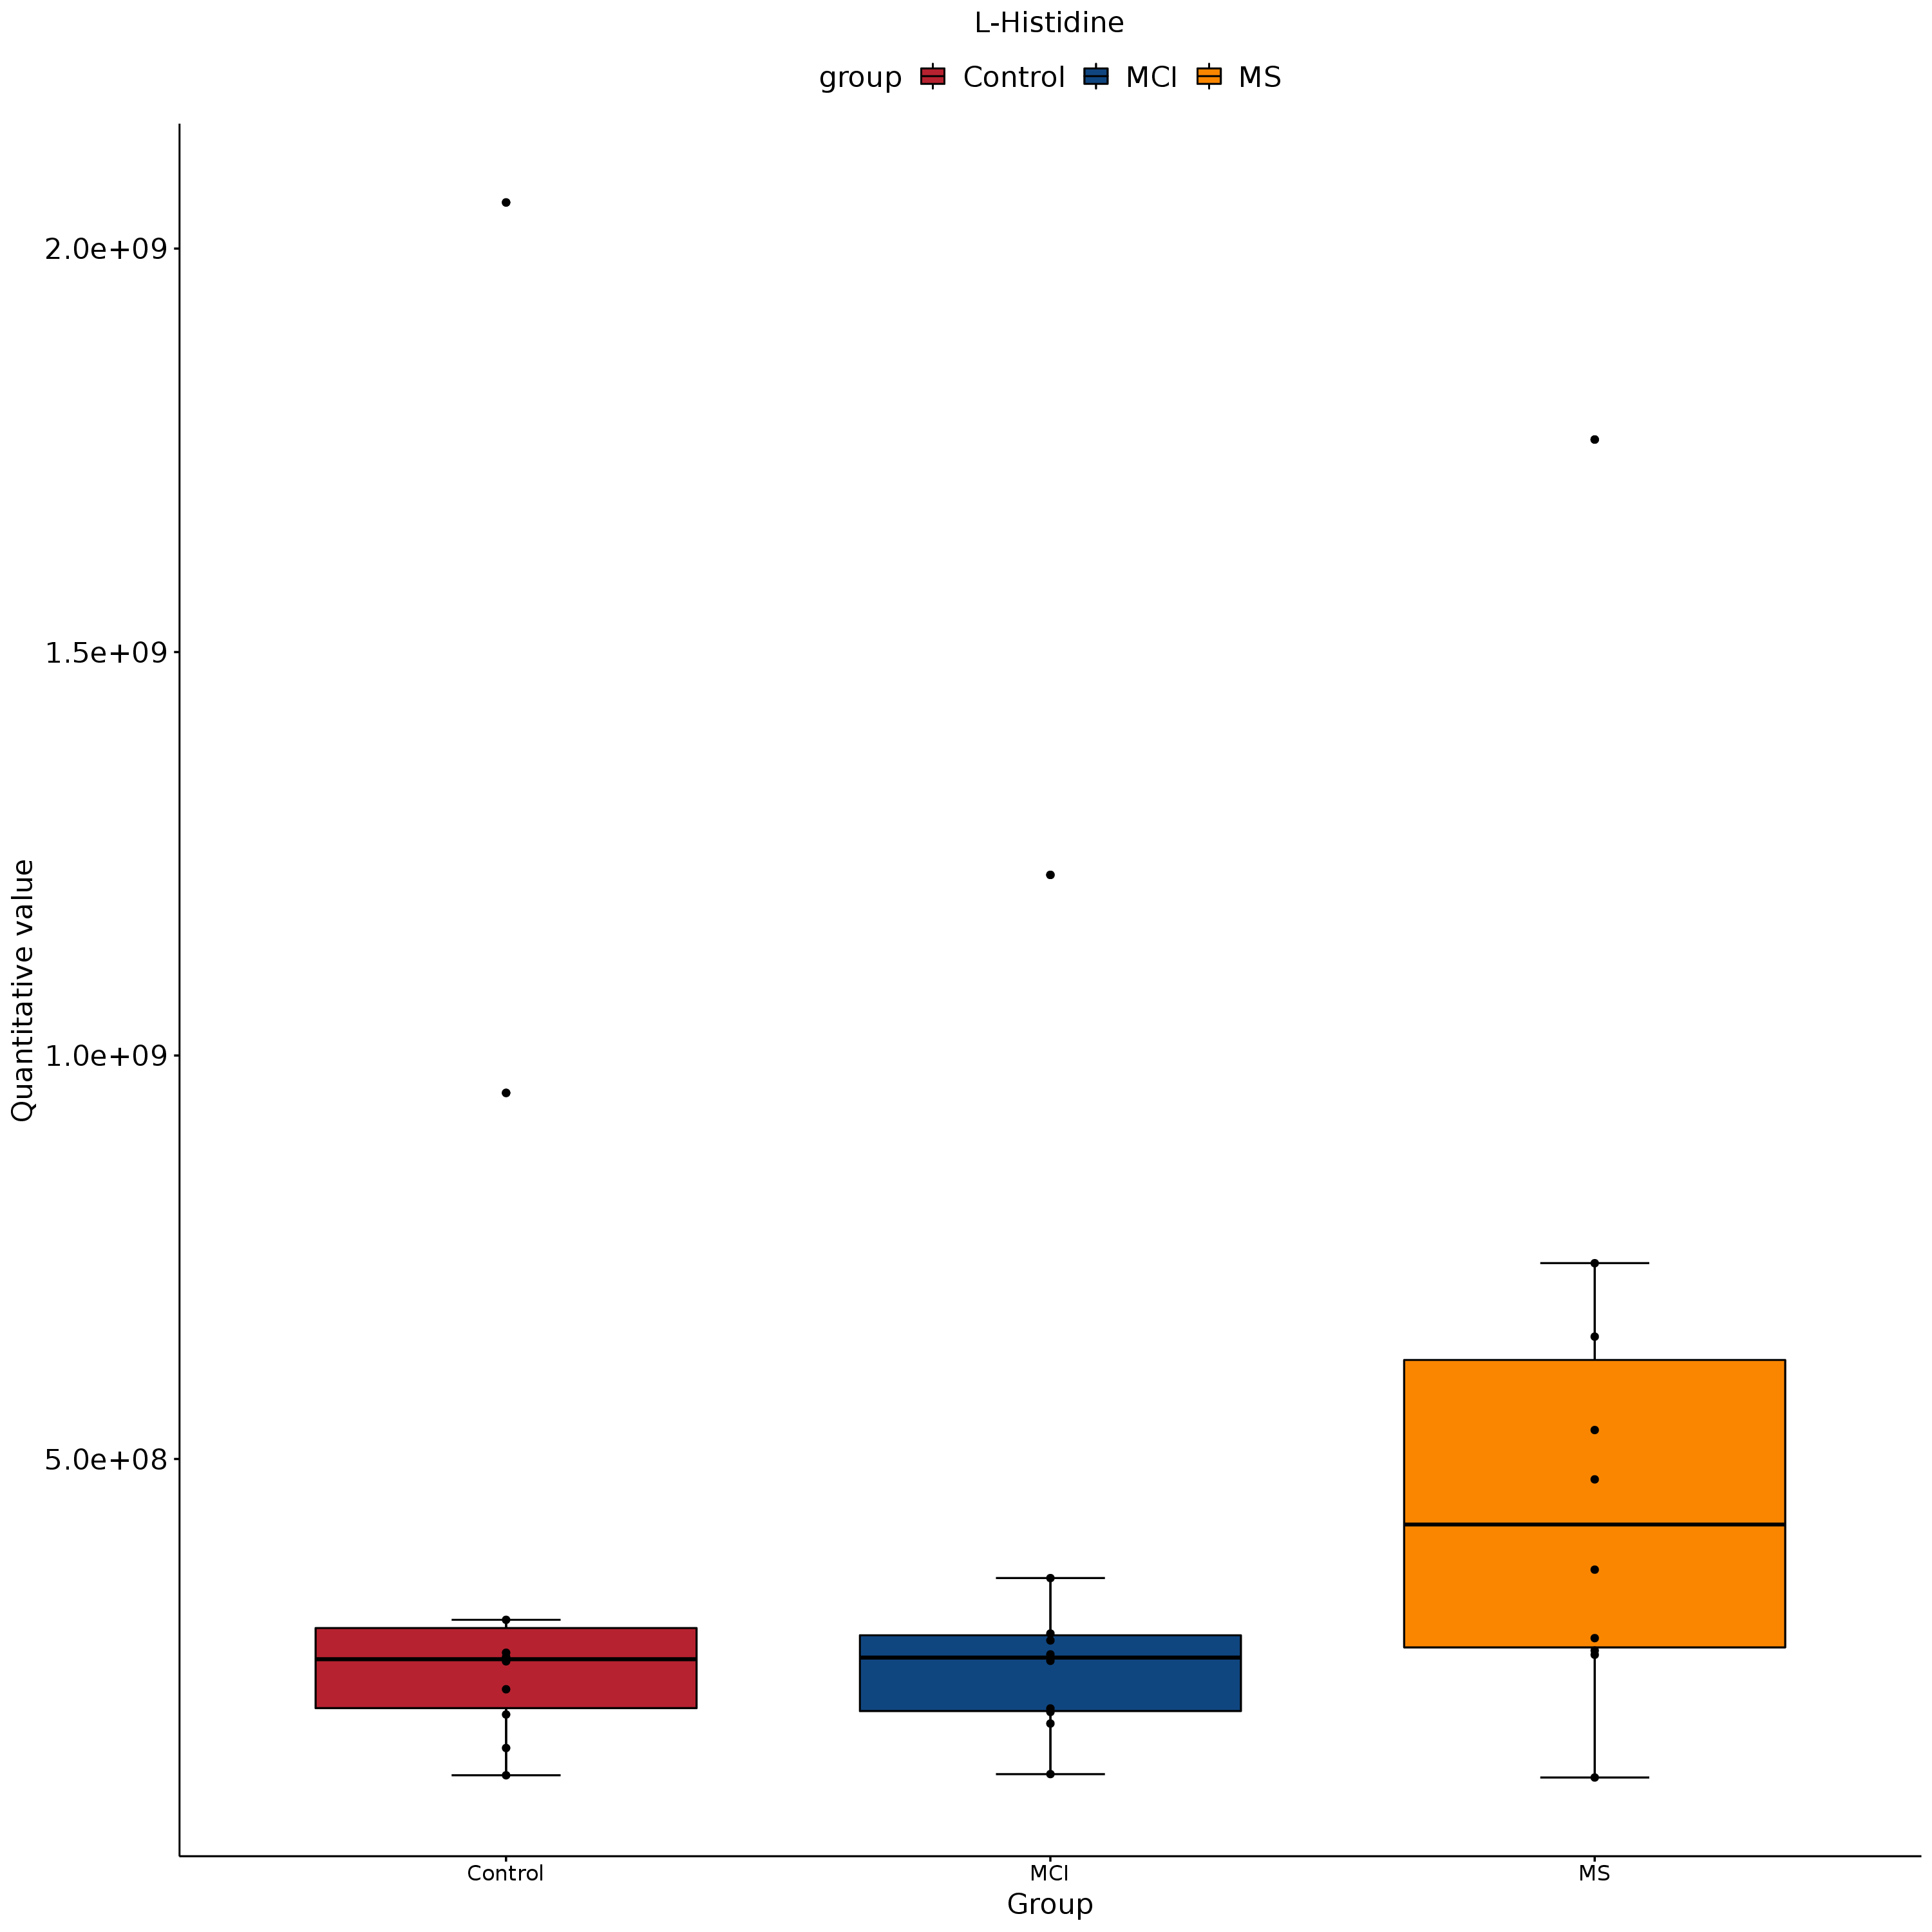 L-Histidine
group Control MCI MS
Quantitative value
2.0e+09
1.5e+09
1.0e+09
5.0e+08
Control MCI MS
Group